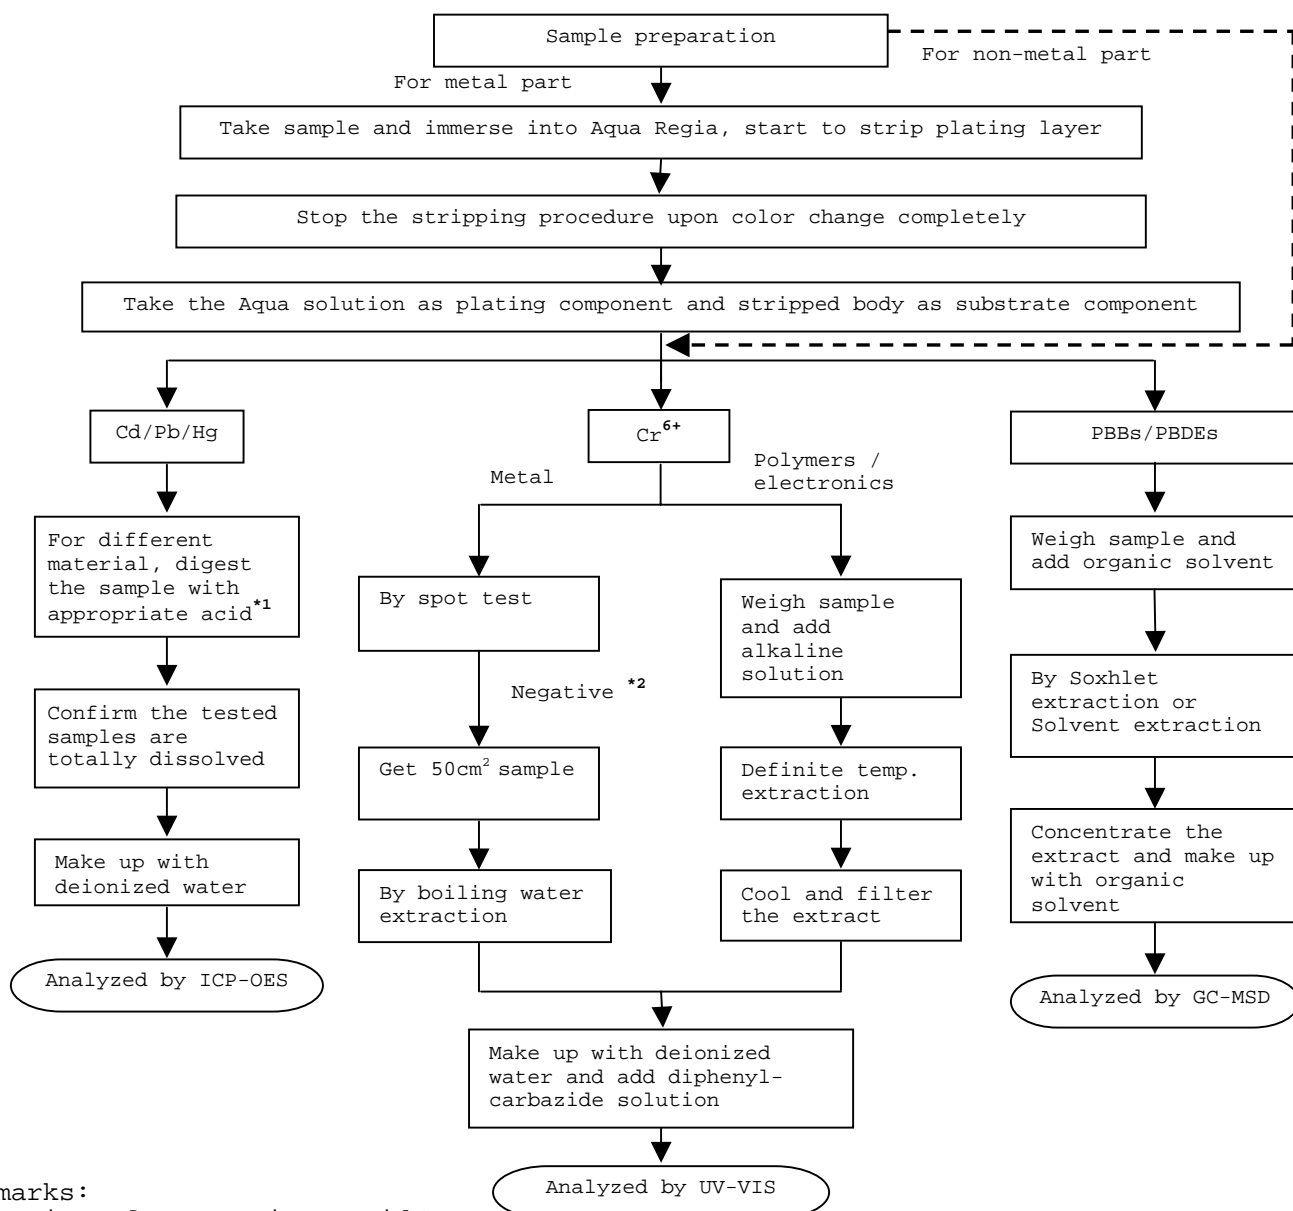 Sample preparation
For non-metal part
For metal part
Take sample and immerse into Aqua Regia, start to strip plating layer
Stop the stripping procedure upon color change completely
Take the Aqua solution as plating component and stripped body as substrate component
Cd/Pb/Hg
For different
material, digest
the sample with
appropriate acid*1
Confirm the tested
samples are
totally dissolved
Make up with
deionized water
Analyzed by ICP-OES
Cr6+
Metal
By spot test
Negative *2
Get 50cm2 sample
By boiling water
extraction
Polymers /
electronics
Weigh sample
and add
alkaline
solution
Definite temp.
extraction
Cool and filter
the extract
Make up with deionized
water and add diphenyl-
carbazide solution
Analyzed by UV-VIS
PBBs/PBDEs
Weigh sample and
add organic solvent
By Soxhlet
extraction or
Solvent extraction
Concentrate the
extract and make up
with organic
solvent
Analyzed by GC-MSD
marks: